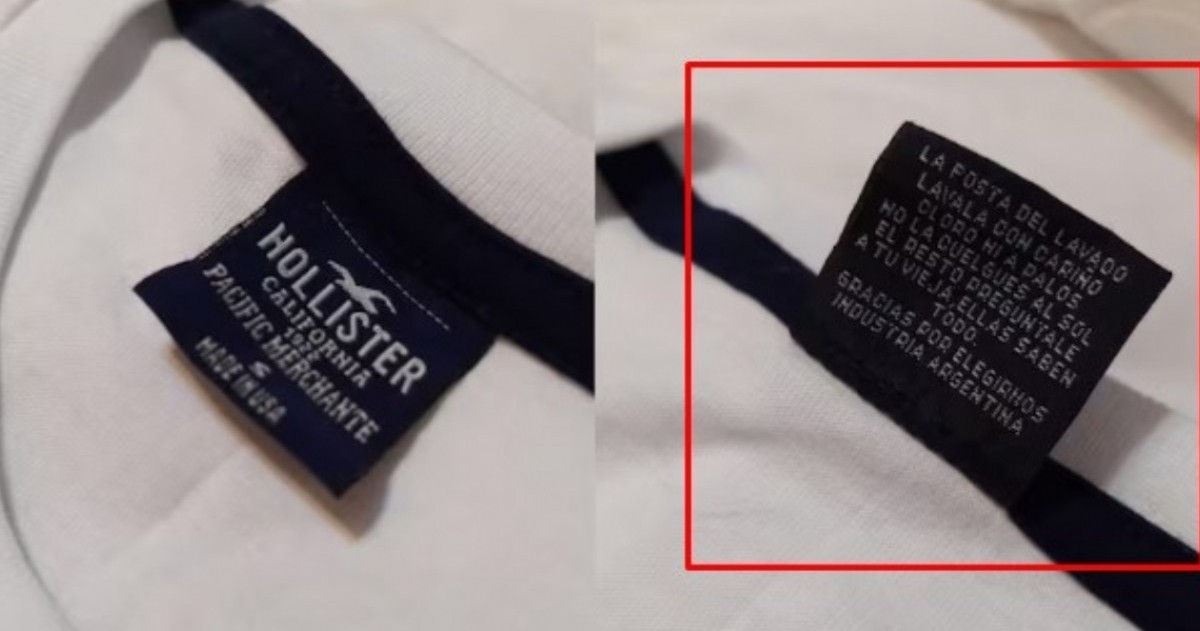 HOLLISTER
CALIFORNIA
1922
PACIFIC MERCHANTE
S
MADE IN USA
LA POSTA DEL LAVADO
LAVALA CON CARIÑO
CLORO NI A PALOS
NO LA CUELGUES AL SOL
EL RESTO PREGUNTALE
A TU VIEJA ELLAS SABEN
TODO.
GRACIAS POR ELEGIRNOS
INDUSTRIA ARGENTINA